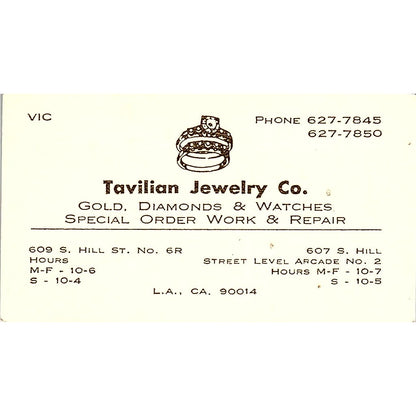 VIC
PHONE 627-7845
627-7850
Tavilian Jewelry Co.
GOLD, DIAMONDS & WATCHES
SPECIAL ORDER WORK & REPAIR
609 S. HILL ST. NO. 6R
HOURS
M-F - 10-6
S - 10-4
607 S. HILL
STREET LEVEL ARCADE NO. 2
HOURS M-F - 10-7
S - 10-5
L.A., CA. 90014